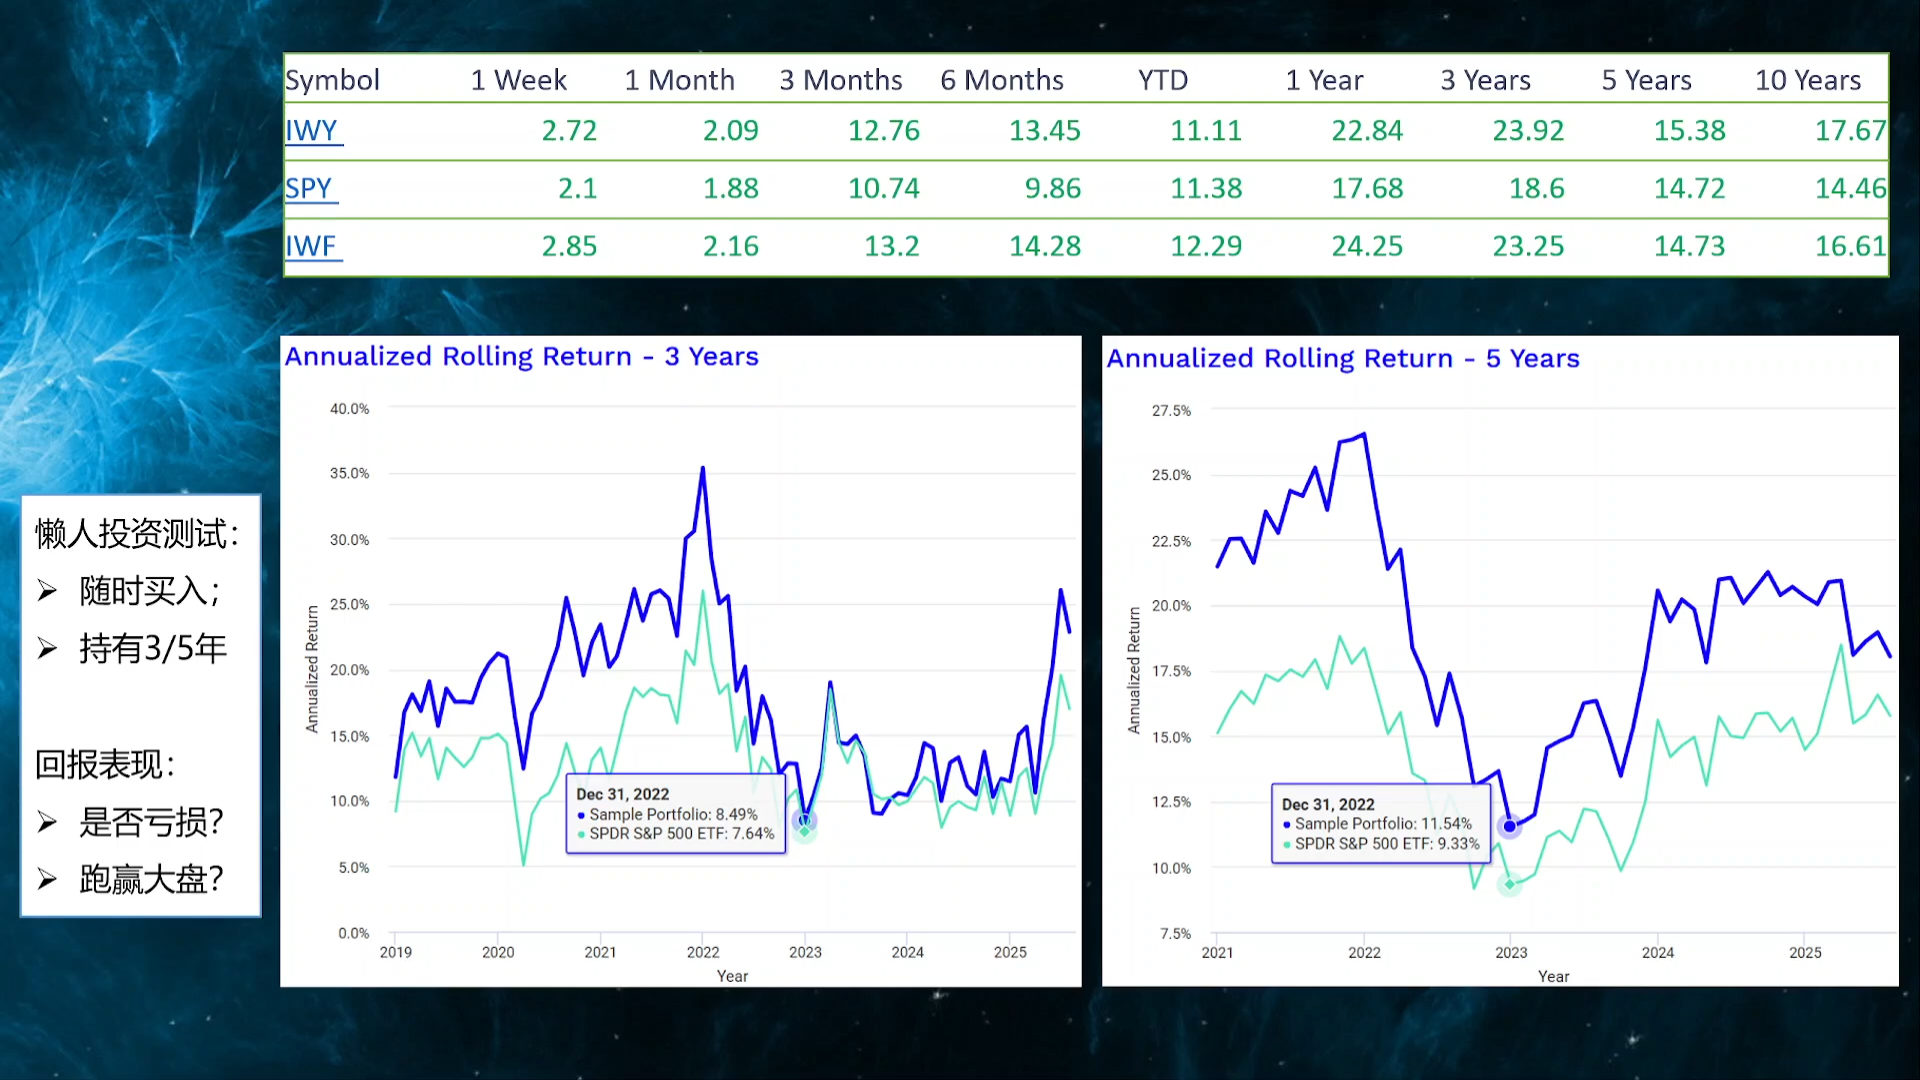 Symbol 1 Week 1 Month 3 Months 6 Months YTD 1 Year 3 Years 5 Years 10 Years
IWY 2.72 2.09 12.76 13.45 11.11 22.84 23.92 15.38 17.67
SPY 2.1 1.88 10.74 9.86 11.38 17.68 18.6 14.72 14.46
IWF 2.85 2.16 13.2 14.28 12.29 24.25 23.25 14.73 16.61
懒人投资测试:
➢ 随时买入;
➢ 持有3/5年
回报表现:
➢ 是否亏损?
➢ 跑赢大盘?
Annualized Rolling Return - 3 Years
40.0%
35.0%
30.0%
25.0%
20.0%
15.0%
10.0%
5.0%
0.0%
Annualized Return
Dec 31, 2022
Sample Portfolio: 8.49%
SPDR S&P 500 ETF: 7.64%
2019 2020 2021 2022 2023 2024 2025
Year
Annualized Rolling Return - 5 Years
27.5%
25.0%
22.5%
20.0%
17.5%
15.0%
12.5%
10.0%
7.5%
Annualized Return
Dec 31, 2022
Sample Portfolio: 11.54%
SPDR S&P 500 ETF: 9.33%
2021 2022 2023 2024 2025
Year